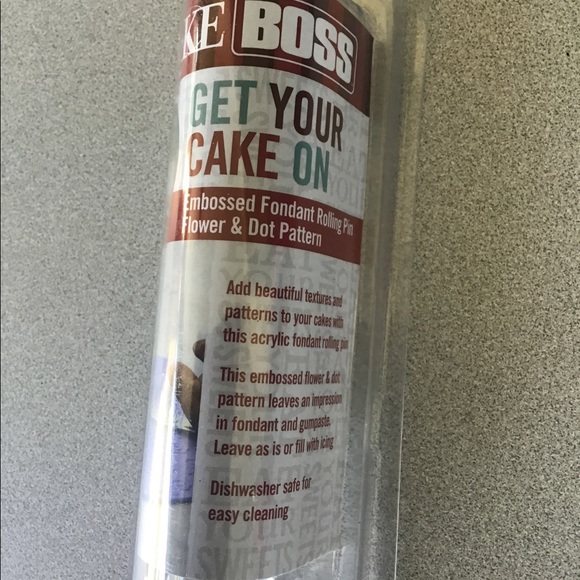 KE BOSS
GET YOUR
CAKE ON
Embossed Fondant Rolling Pin
Flower & Dot Pattern
Add beautiful textures and
patterns to your cakes with
this acrylic fondant rolling pin
This embossed flower & dot
pattern leaves an impression
in fondant and gumpaste.
Leave as is or fill with icing
Dishwasher safe for
easy cleaning
SWEETS